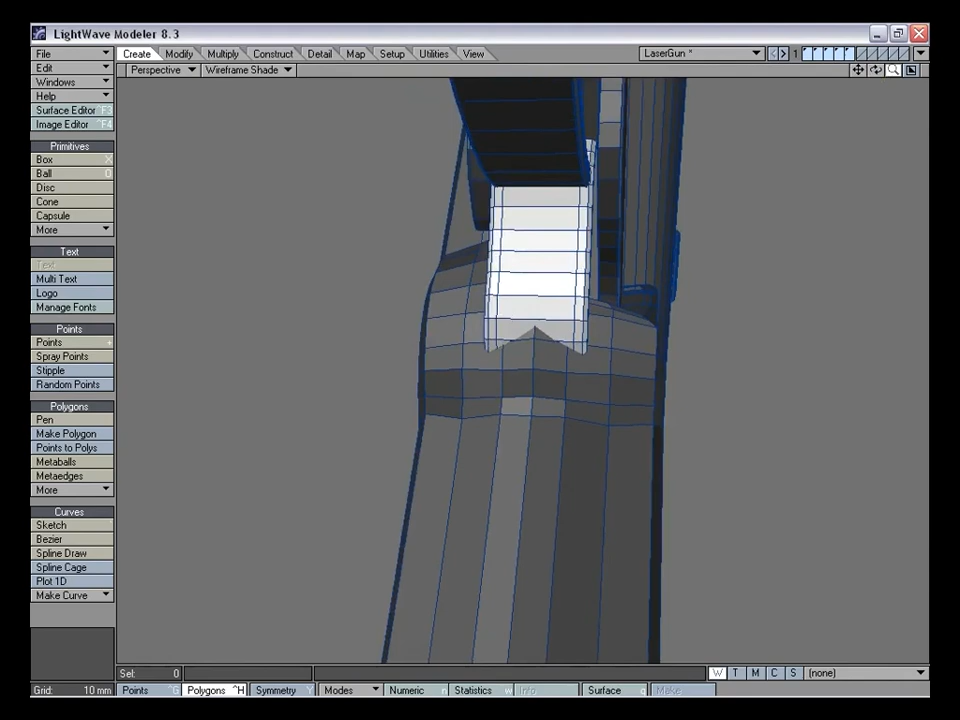 LightWave Modeler 8.3
File Create Modify Multiply Construct Detail Map Setup Utilities View LaserGun * 1
Edit Perspective Wireframe Shade
Windows
Help
Surface Editor F3
Image Editor ^F4
Primitives
Box X
Ball O
Disc
Cone
Capsule
More
Text
Text
Multi Text
Logo
Manage Fonts
Points
Points +
Spray Points
Stipple
Random Points
Polygons
Pen
Make Polygon
Points to Polys
Metaballs
Metaedges
More
Curves
Sketch
Bezier
Spline Draw
Spline Cage
Plot 1D
Make Curve
Sel: 0 W T M C S (none)
Grid: 10 mm Points ^G Polygons ^H Symmetry Y Modes Numeric n Statistics w Info Surface q Make